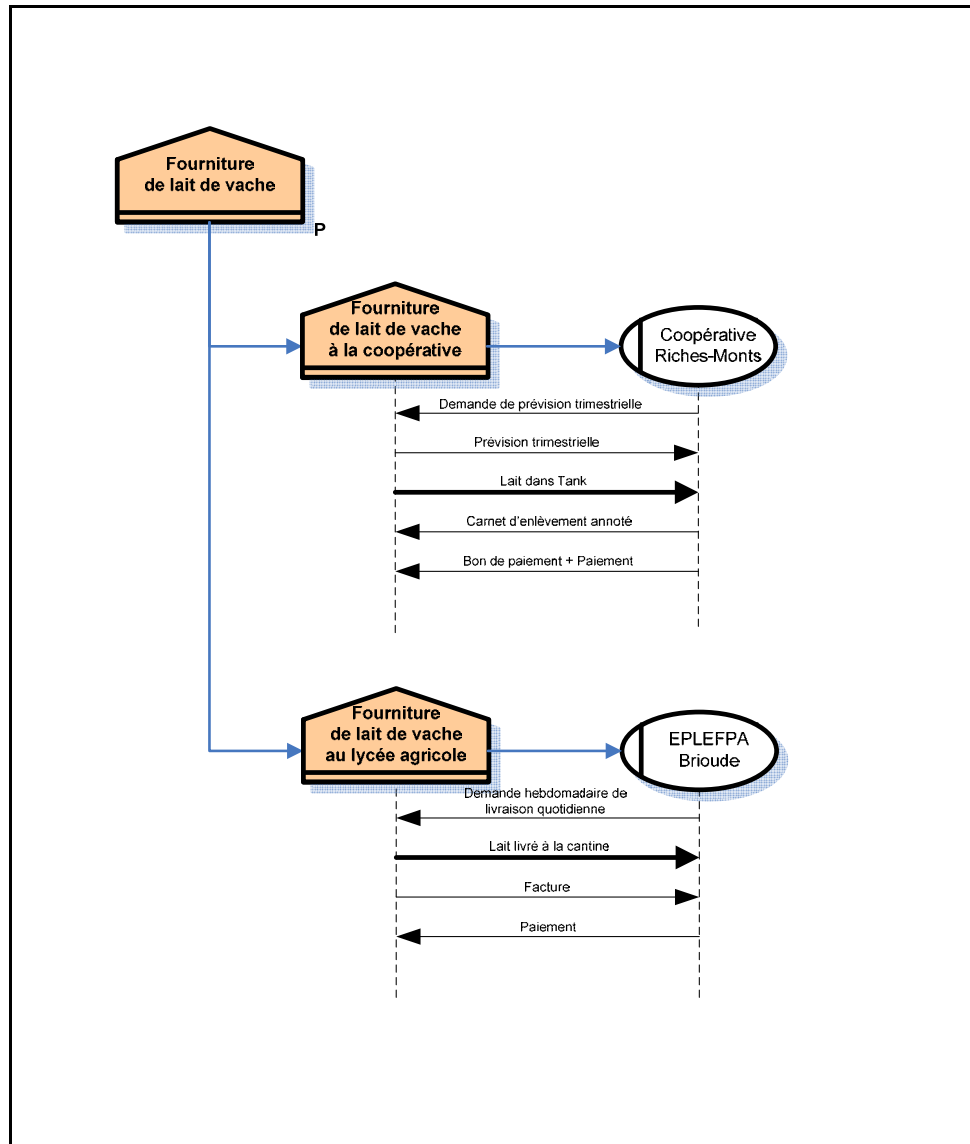 Fourniture
de lait de vache
P
Fourniture
de lait de vache
à la coopérative
Coopérative
Riches-Monts
Demande de prévision trimestrielle
Prévision trimestrielle
Lait dans Tank
Carnet d'enlèvement annoté
Bon de paiement + Paiement
Fourniture
de lait de vache
au lycée agricole
EPLEFPA
Brioude
Demande hebdomadaire de
livraison quotidienne
Lait livré à la cantine
Facture
Paiement